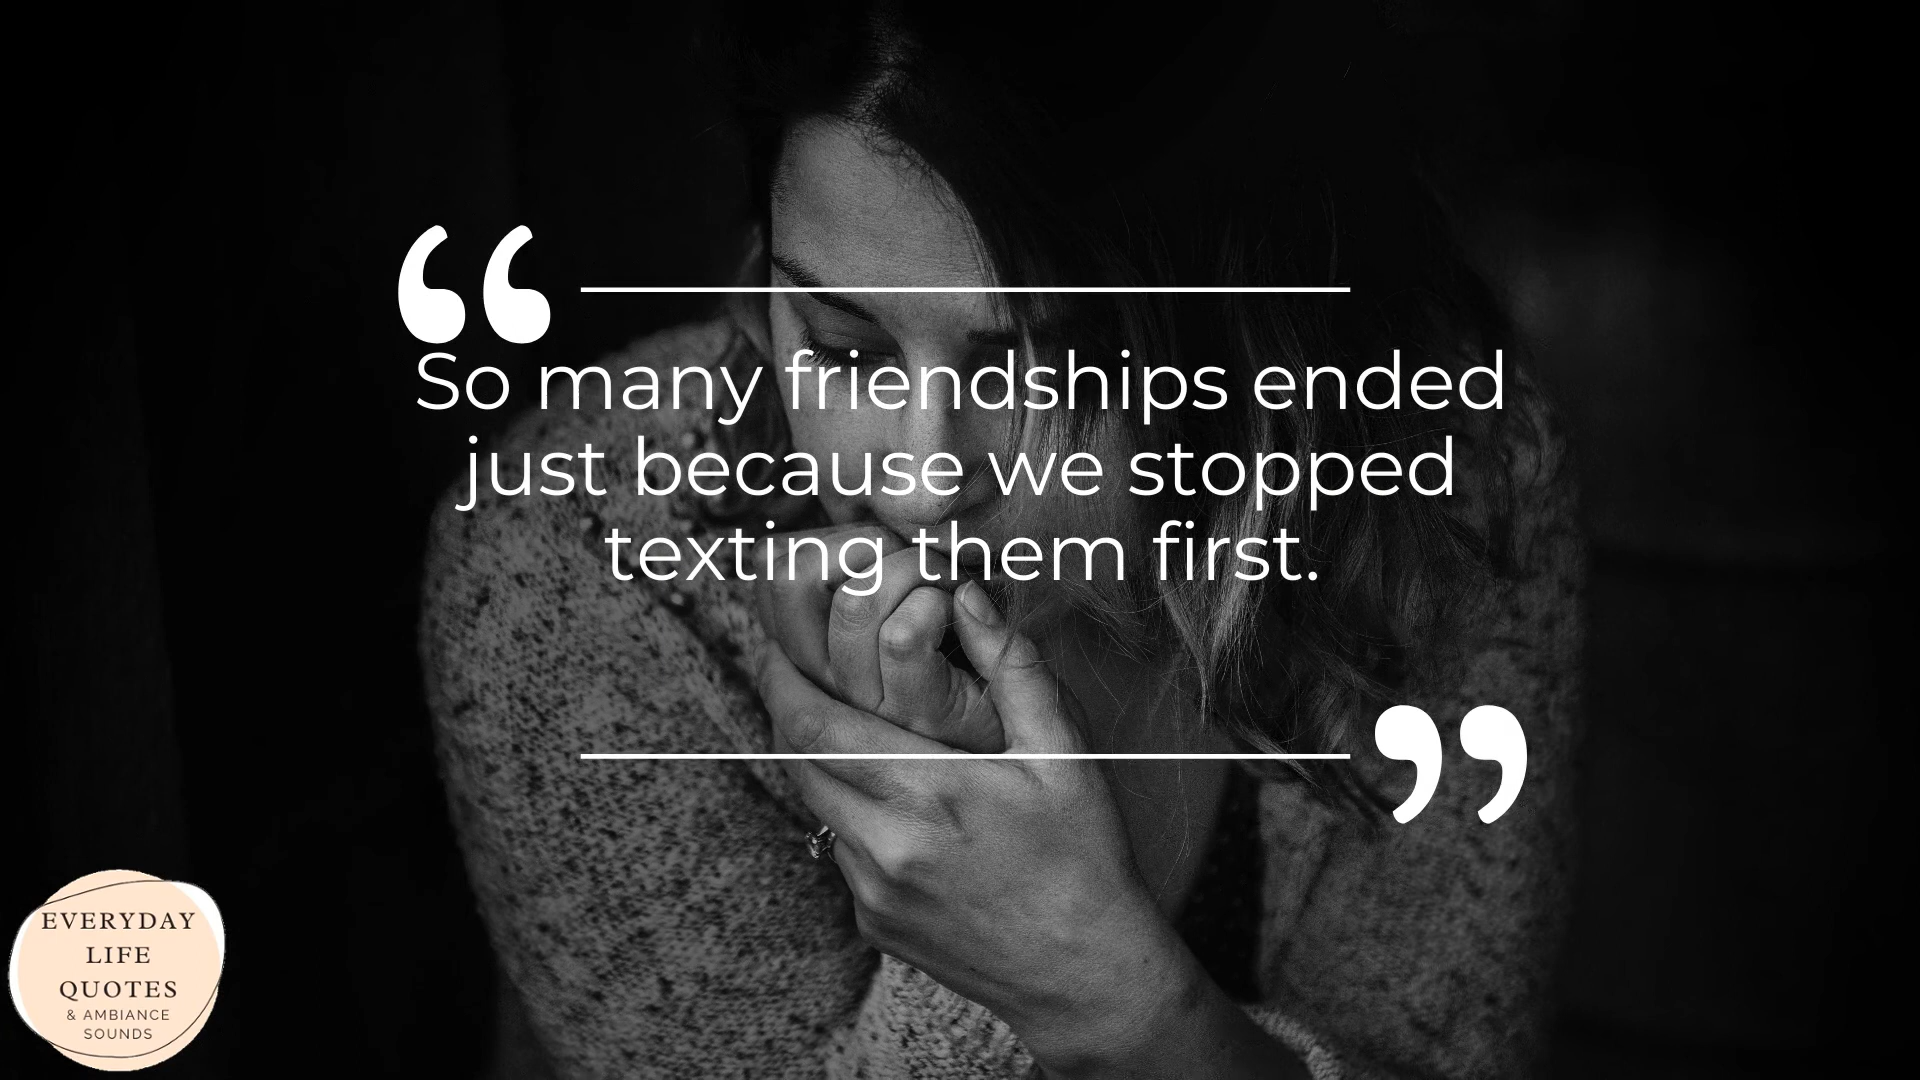 “
So many friendships ended
just because we stopped
texting them first.
”
EVERYDAY
LIFE
QUOTES
& AMBIANCE
SOUNDS